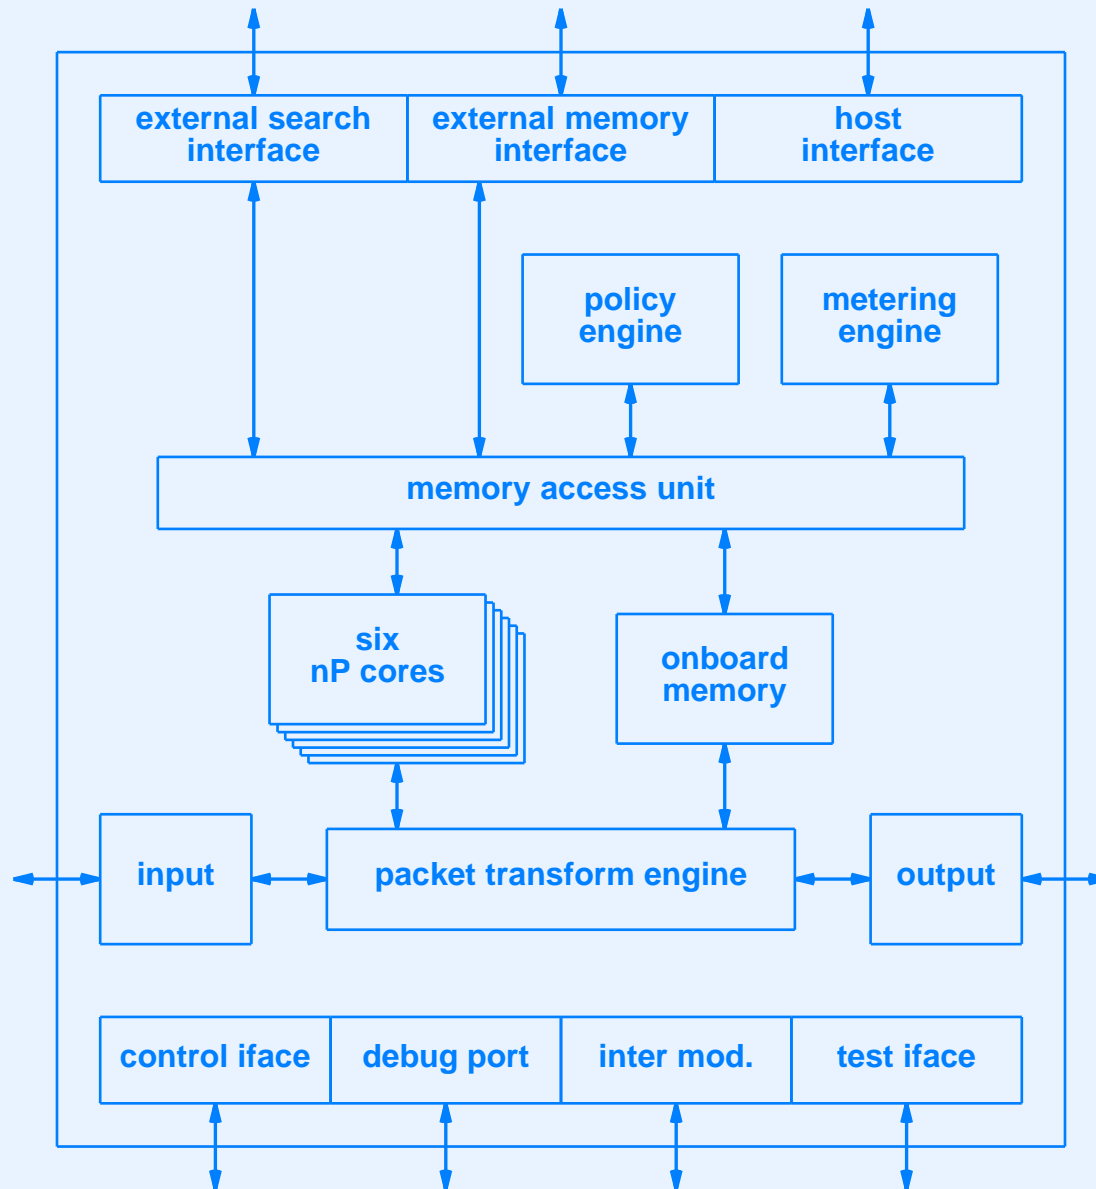 external search
interface
external memory
interface
host
interface
policy
engine
metering
engine
memory access unit
six
nP cores
onboard
memory
input
packet transform engine
output
control iface
debug port
inter mod.
test iface